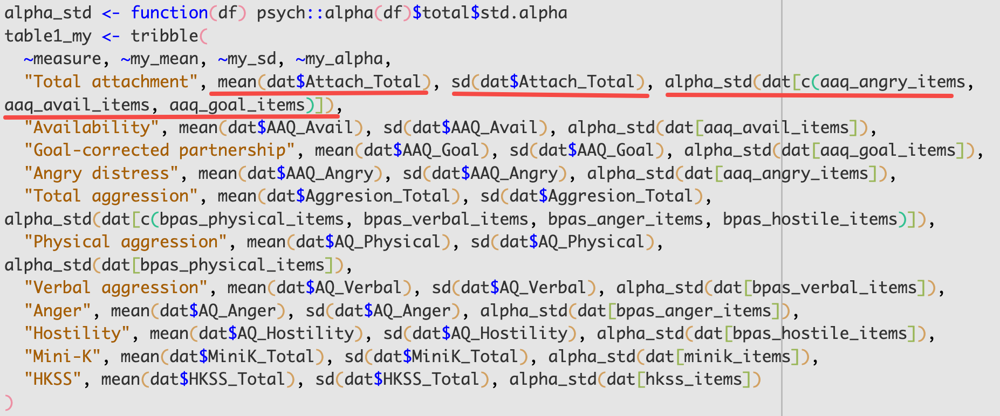 alpha_std <- function(df) psych::alpha(df)$total$std.alpha
table1_my <- tribble(
  ~measure, ~my_mean, ~my_sd, ~my_alpha,
  "Total attachment", mean(dat$Attach_Total), sd(dat$Attach_Total), alpha_std(dat[c(aaq_angry_items,
aaq_avail_items, aaq_goal_items)]),
  "Availability", mean(dat$AAQ_Avail), sd(dat$AAQ_Avail), alpha_std(dat[aaq_avail_items]),
  "Goal-corrected partnership", mean(dat$AAQ_Goal), sd(dat$AAQ_Goal), alpha_std(dat[aaq_goal_items]),
  "Angry distress", mean(dat$AAQ_Angry), sd(dat$AAQ_Angry), alpha_std(dat[aaq_angry_items]),
  "Total aggression", mean(dat$Aggresion_Total), sd(dat$Aggresion_Total),
alpha_std(dat[c(bpas_physical_items, bpas_verbal_items, bpas_anger_items, bpas_hostile_items)]),
  "Physical aggression", mean(dat$AQ_Physical), sd(dat$AQ_Physical),
alpha_std(dat[bpas_physical_items]),
  "Verbal aggression", mean(dat$AQ_Verbal), sd(dat$AQ_Verbal), alpha_std(dat[bpas_verbal_items]),
  "Anger", mean(dat$AQ_Anger), sd(dat$AQ_Anger), alpha_std(dat[bpas_anger_items]),
  "Hostility", mean(dat$AQ_Hostility), sd(dat$AQ_Hostility), alpha_std(dat[bpas_hostile_items]),
  "Mini-K", mean(dat$MiniK_Total), sd(dat$MiniK_Total), alpha_std(dat[minik_items]),
  "HKSS", mean(dat$HKSS_Total), sd(dat$HKSS_Total), alpha_std(dat[hkss_items])
)